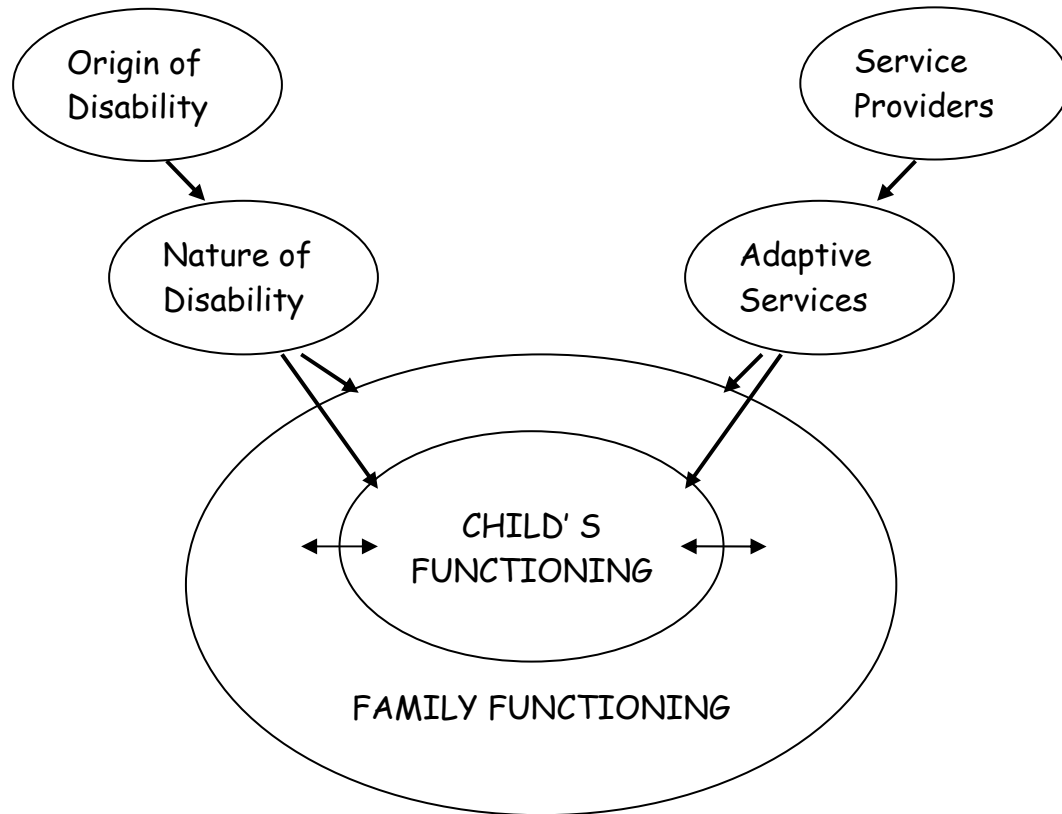 Origin of
Disability
Service
Providers
Nature of
Disability
Adaptive
Services
CHILD’ S
FUNCTIONING
FAMILY FUNCTIONING